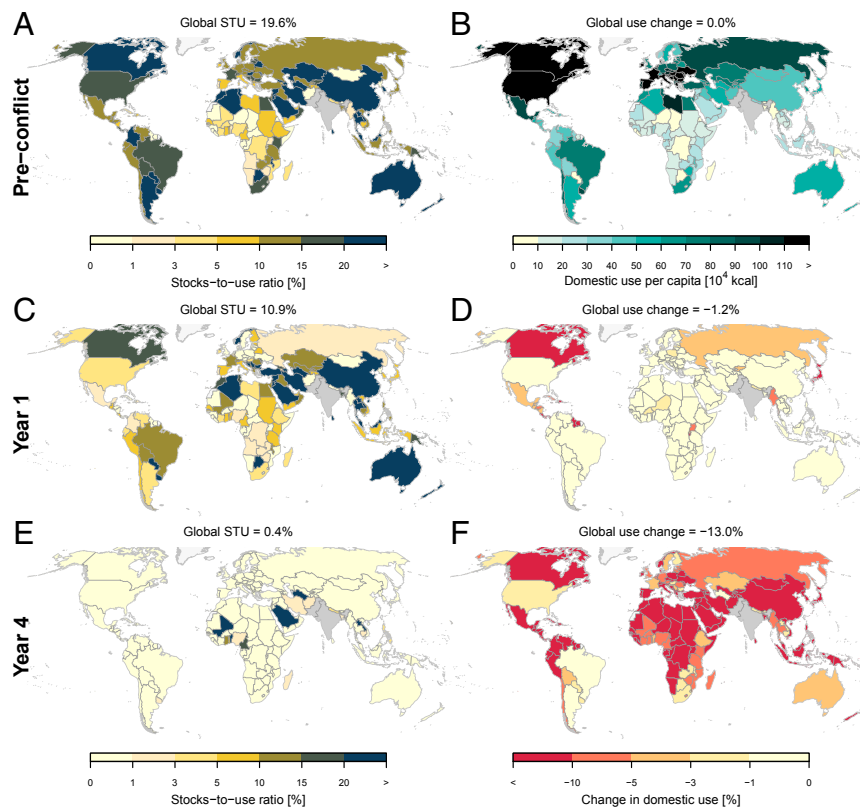 A
Global STU = 19.6%
B
Global use change = 0.0%
Pre−conflict
0 1 3 5 10 15 20 >
Stocks−to−use ratio [%]
0 10 20 30 40 50 60 70 80 90 100 110 >
Domestic use per capita [10⁴ kcal]
C
Global STU = 10.9%
D
Global use change = −1.2%
Year 1
E
Global STU = 0.4%
F
Global use change = −13.0%
Year 4
0 1 3 5 10 15 20 >
Stocks−to−use ratio [%]
< −10 −5 −3 −1 0
Change in domestic use [%]